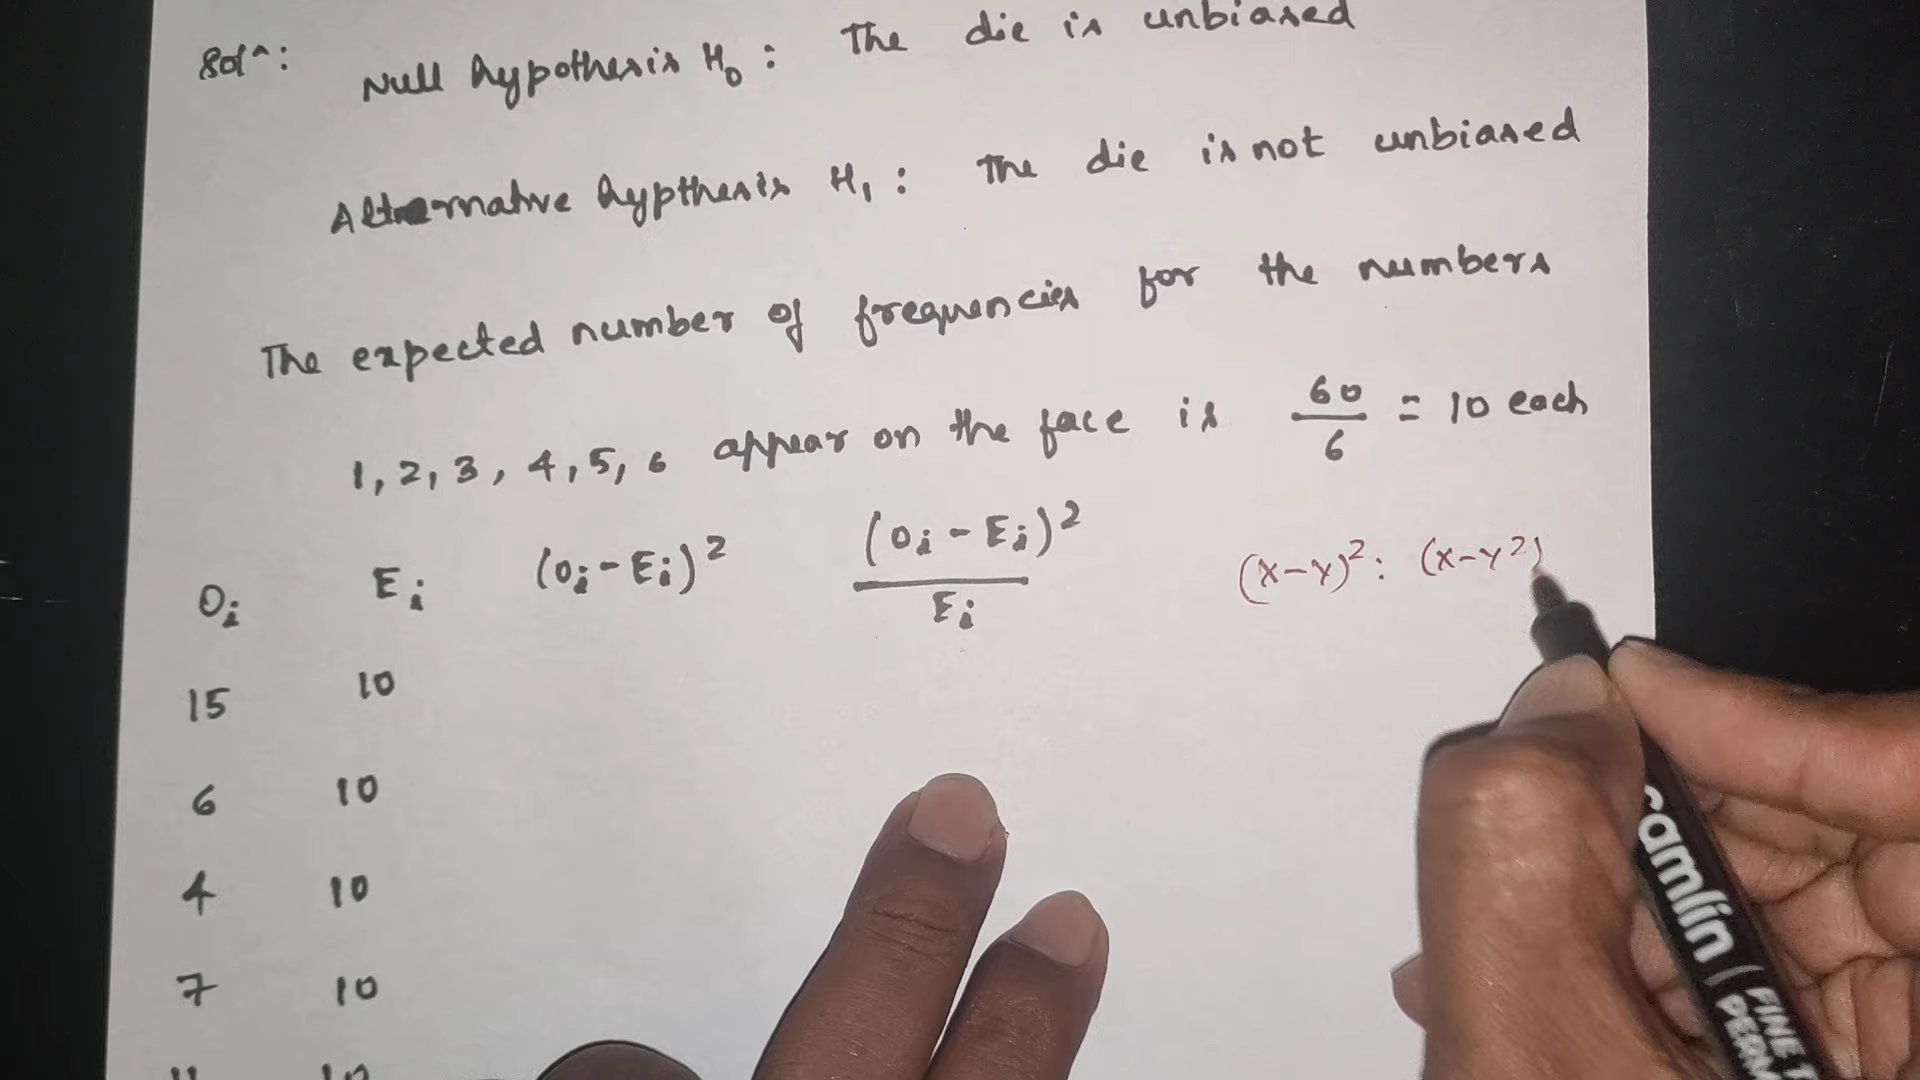 Soln: Null hypothesis H0 : The die is unbiased
Alternative hypthesis H1 : The die is not unbiased
The expected number of frequencies for the numbers
1, 2, 3, 4, 5, 6 appear on the face is 60/6 = 10 each
Oi Ei (Oi - Ei)² (Oi - Ei)²/Ei (x-y)² : (x-y²)
15 10
6 10
4 10
7 10
camlin